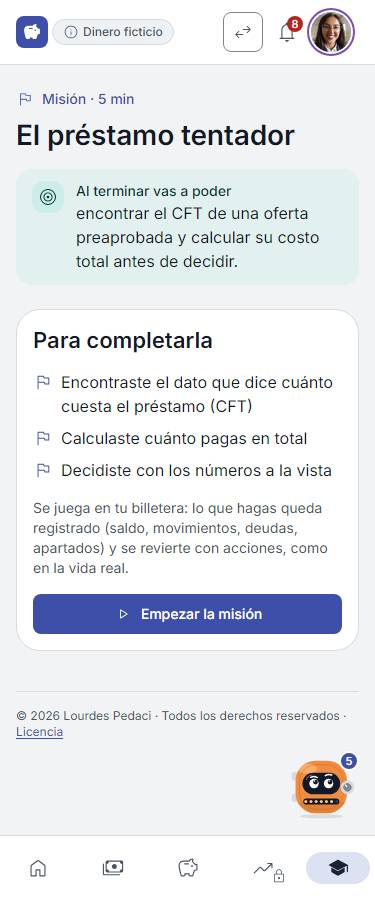 Dinero ficticio
8
Misión · 5 min
El préstamo tentador
Al terminar vas a poder
encontrar el CFT de una oferta
preaprobada y calcular su costo
total antes de decidir.
Para completarla
Encontraste el dato que dice cuánto
cuesta el préstamo (CFT)
Calculaste cuánto pagas en total
Decidiste con los números a la vista
Se juega en tu billetera: lo que hagas queda
registrado (saldo, movimientos, deudas,
apartados) y se revierte con acciones, como
en la vida real.
Empezar la misión
© 2026 Lourdes Pedaci · Todos los derechos reservados ·
Licencia
5